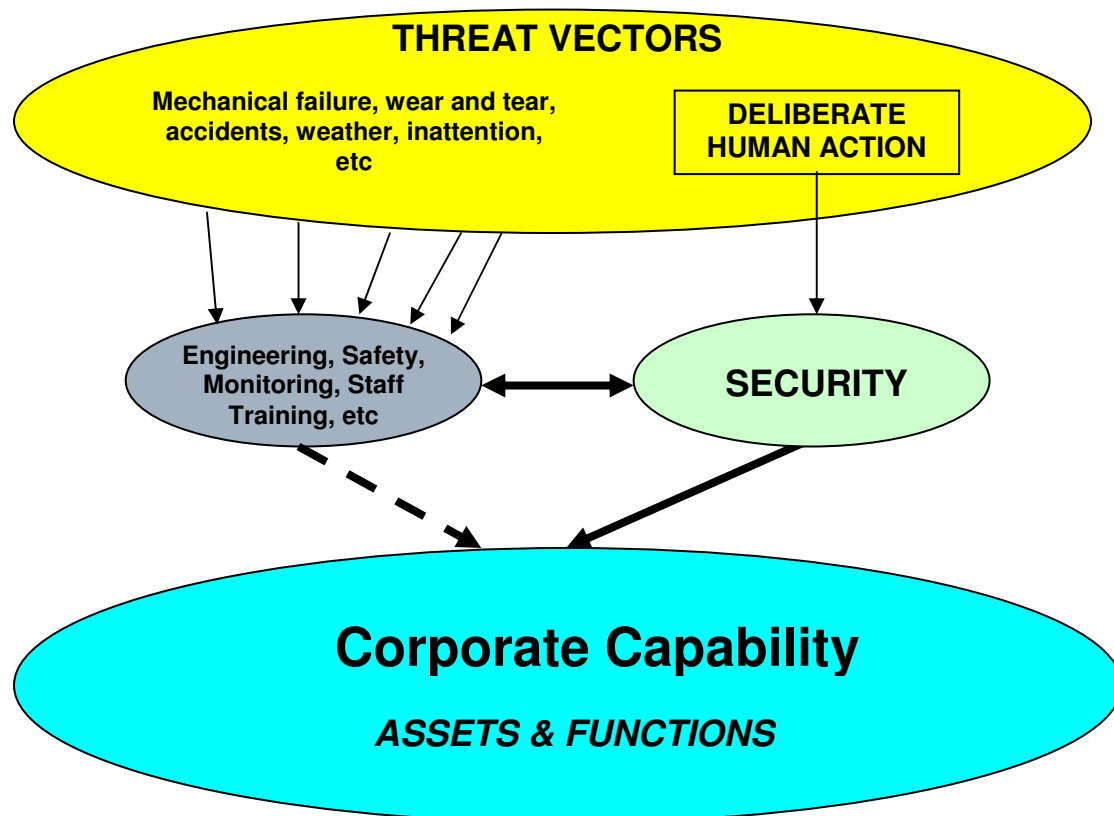 THREAT VECTORS
Mechanical failure, wear and tear,
accidents, weather, inattention,
etc
DELIBERATE
HUMAN ACTION
Engineering, Safety,
Monitoring, Staff
Training, etc
SECURITY
Corporate Capability
ASSETS & FUNCTIONS